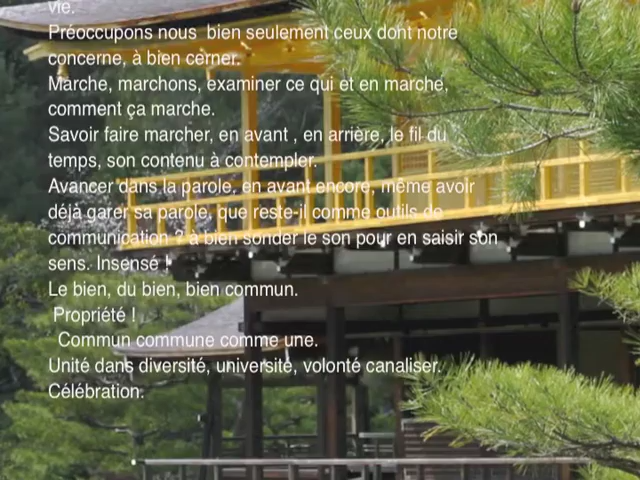 vie.
Préoccupons nous  bien seulement ceux dont notre
concerne, à bien cerner.
Marche, marchons, examiner ce qui et en marche,
comment ça marche.
Savoir faire marcher, en avant , en arrière, le fil du
temps, son contenu à contempler.
Avancer dans la parole, en avant encore, même avoir
déjà garer sa parole, que reste-il comme outils de
communication ? à bien sonder le son pour en saisir son
sens. Insensé !
Le bien, du bien, bien commun.
Propriété !
Commun commune comme une.
Unité dans diversité, université, volonté canaliser.
Célébration.